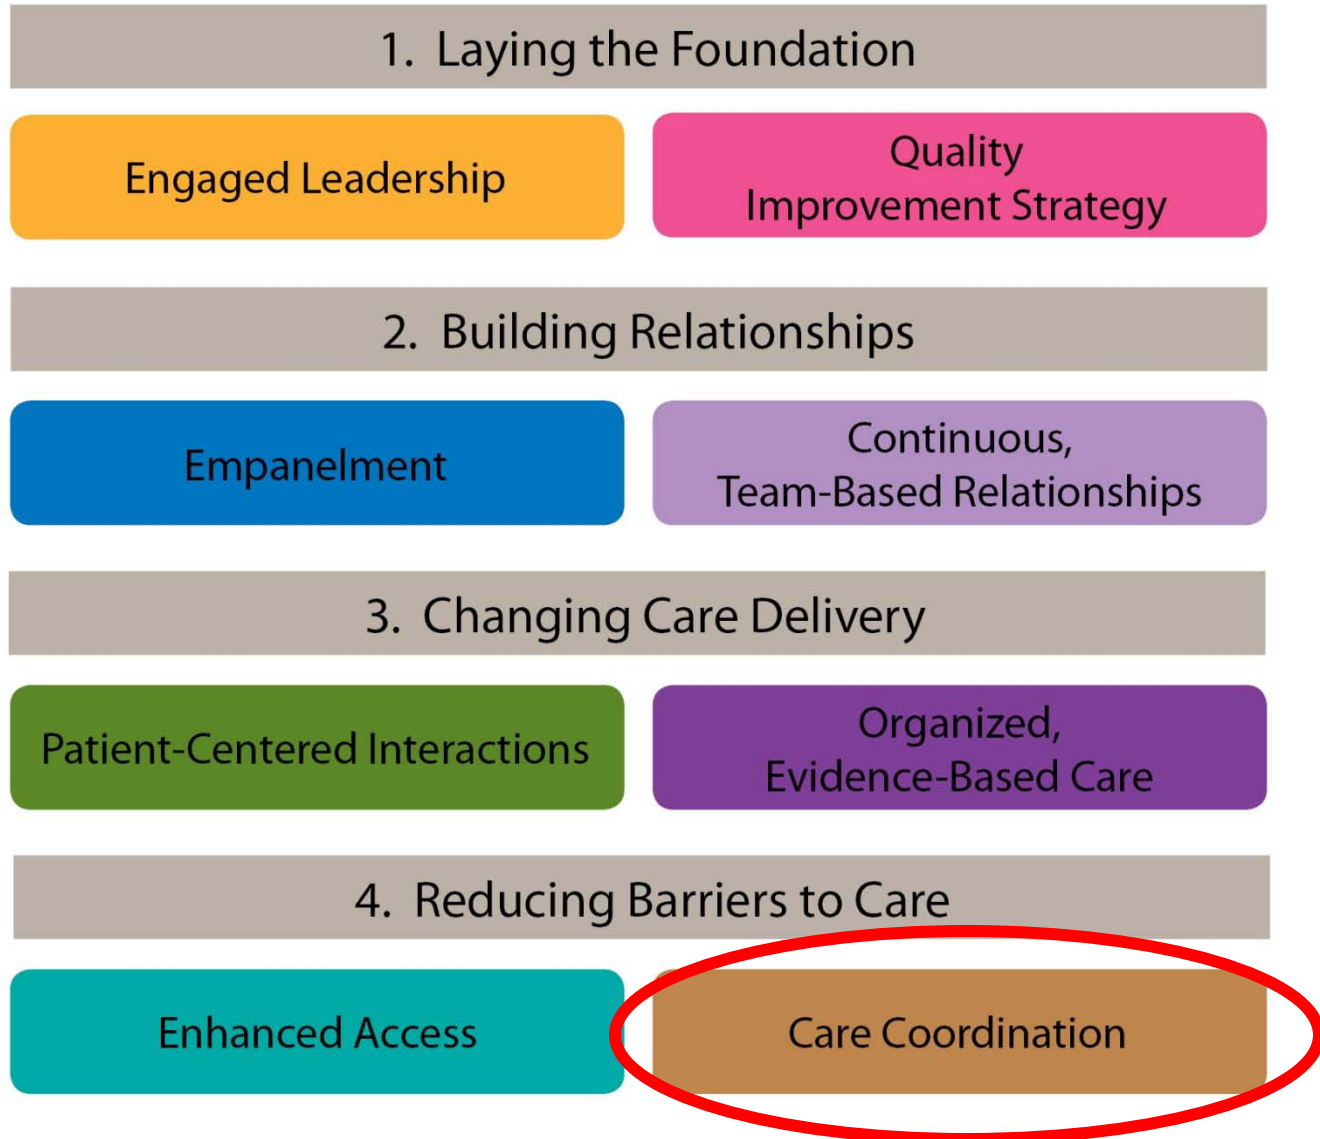 1. Laying the Foundation
Engaged Leadership
Quality
Improvement Strategy
2. Building Relationships
Empanelment
Continuous,
Team-Based Relationships
3. Changing Care Delivery
Patient-Centered Interactions
Organized,
Evidence-Based Care
4. Reducing Barriers to Care
Enhanced Access
Care Coordination